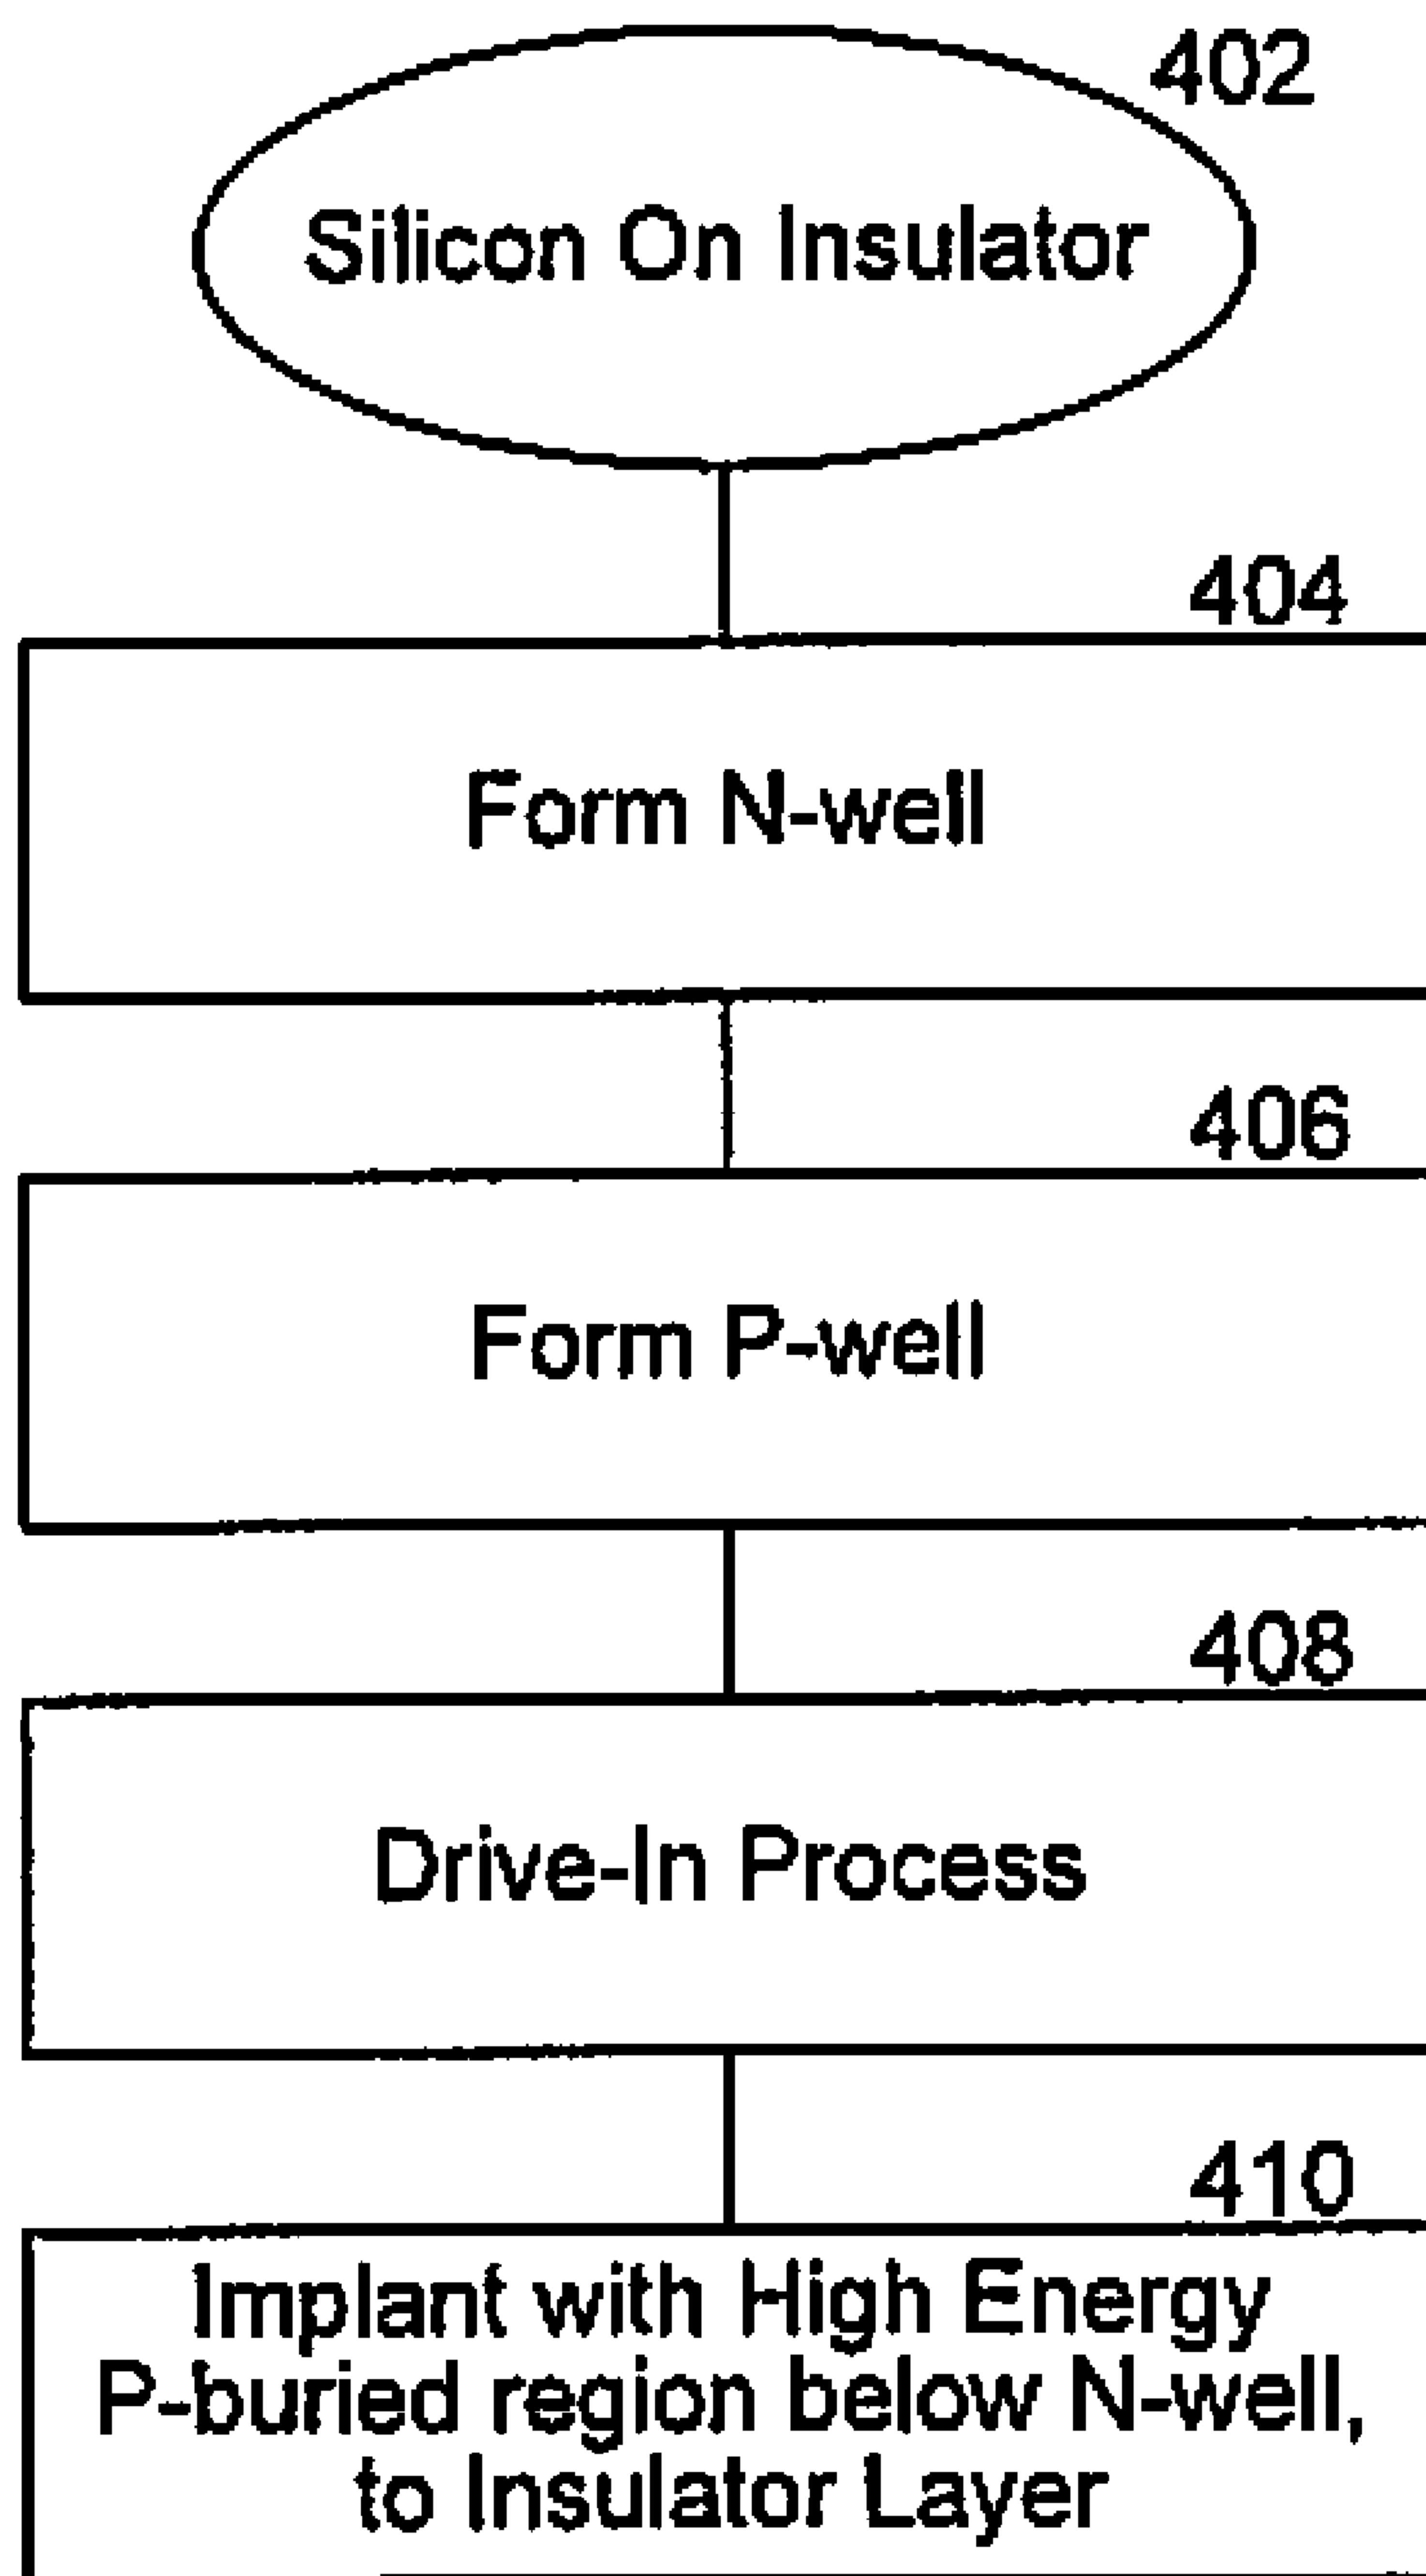 402
Silicon On Insulator
404
Form N-well
406
Form P-well
408
Drive-In Process
410
Implant with High Energy
P-buried region below N-well,
to Insulator Layer